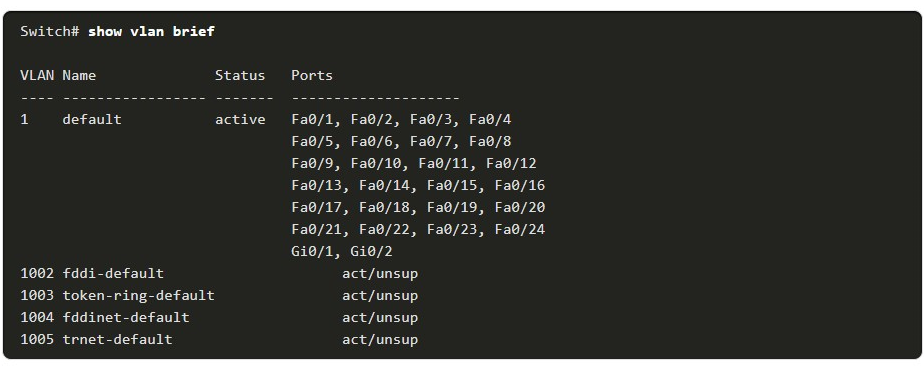 Switch# show vlan brief
VLAN Name                Status   Ports
---- ----------------- -------  --------------------
1    default           active   Fa0/1, Fa0/2, Fa0/3, Fa0/4
                                Fa0/5, Fa0/6, Fa0/7, Fa0/8
                                Fa0/9, Fa0/10, Fa0/11, Fa0/12
                                Fa0/13, Fa0/14, Fa0/15, Fa0/16
                                Fa0/17, Fa0/18, Fa0/19, Fa0/20
                                Fa0/21, Fa0/22, Fa0/23, Fa0/24
                                Gi0/1, Gi0/2
1002 fddi-default                     act/unsup
1003 token-ring-default               act/unsup
1004 fddinet-default                  act/unsup
1005 trnet-default                    act/unsup